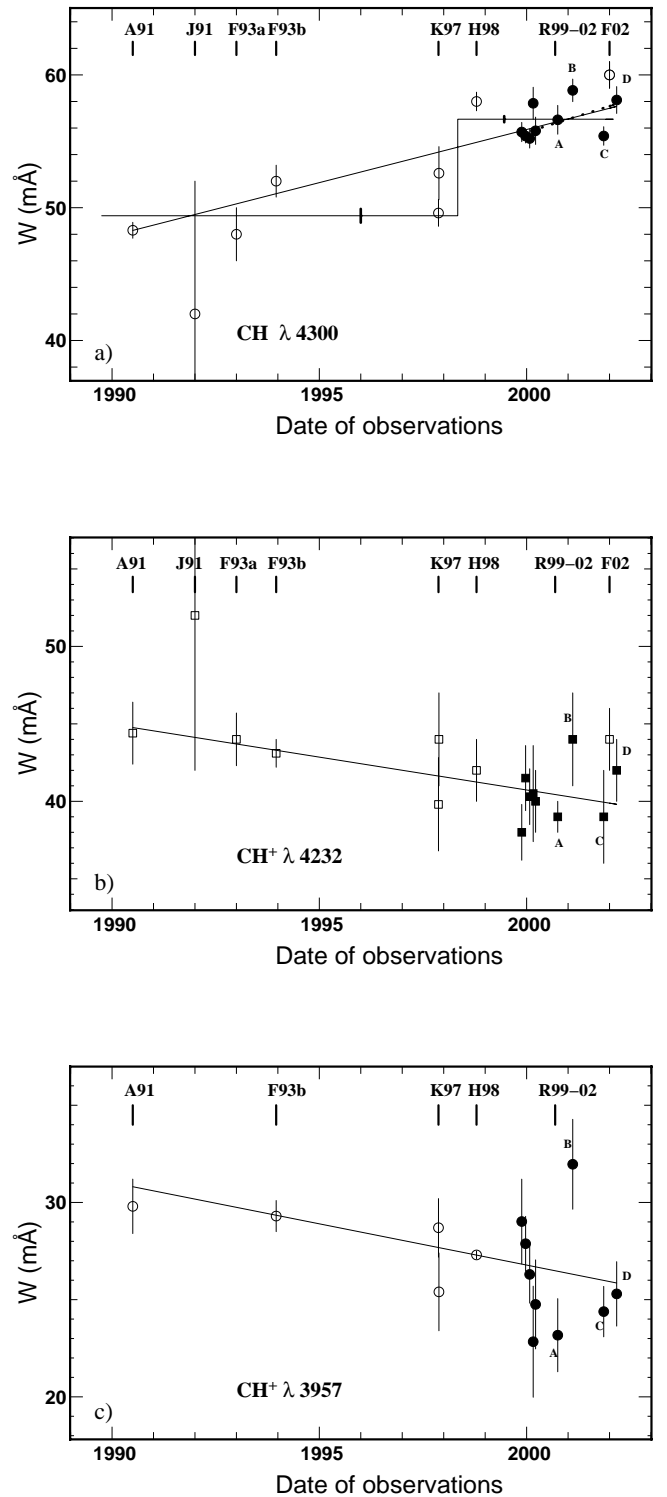 A91 J91 F93a F93b K97 H98 R99–02 F02
60
B
D
A
C
W (mÅ)
50
40
CH λ 4300
a)
1990 1995 2000
Date of observations
A91 J91 F93a F93b K97 H98 R99–02 F02
50
B
D
W (mÅ)
40
A
C
CH⁺ λ 4232
b)
1990 1995 2000
Date of observations
A91 F93b K97 H98 R99–02
B
30
W (mÅ)
D
C
A
20
CH⁺ λ 3957
c)
1990 1995 2000
Date of observations